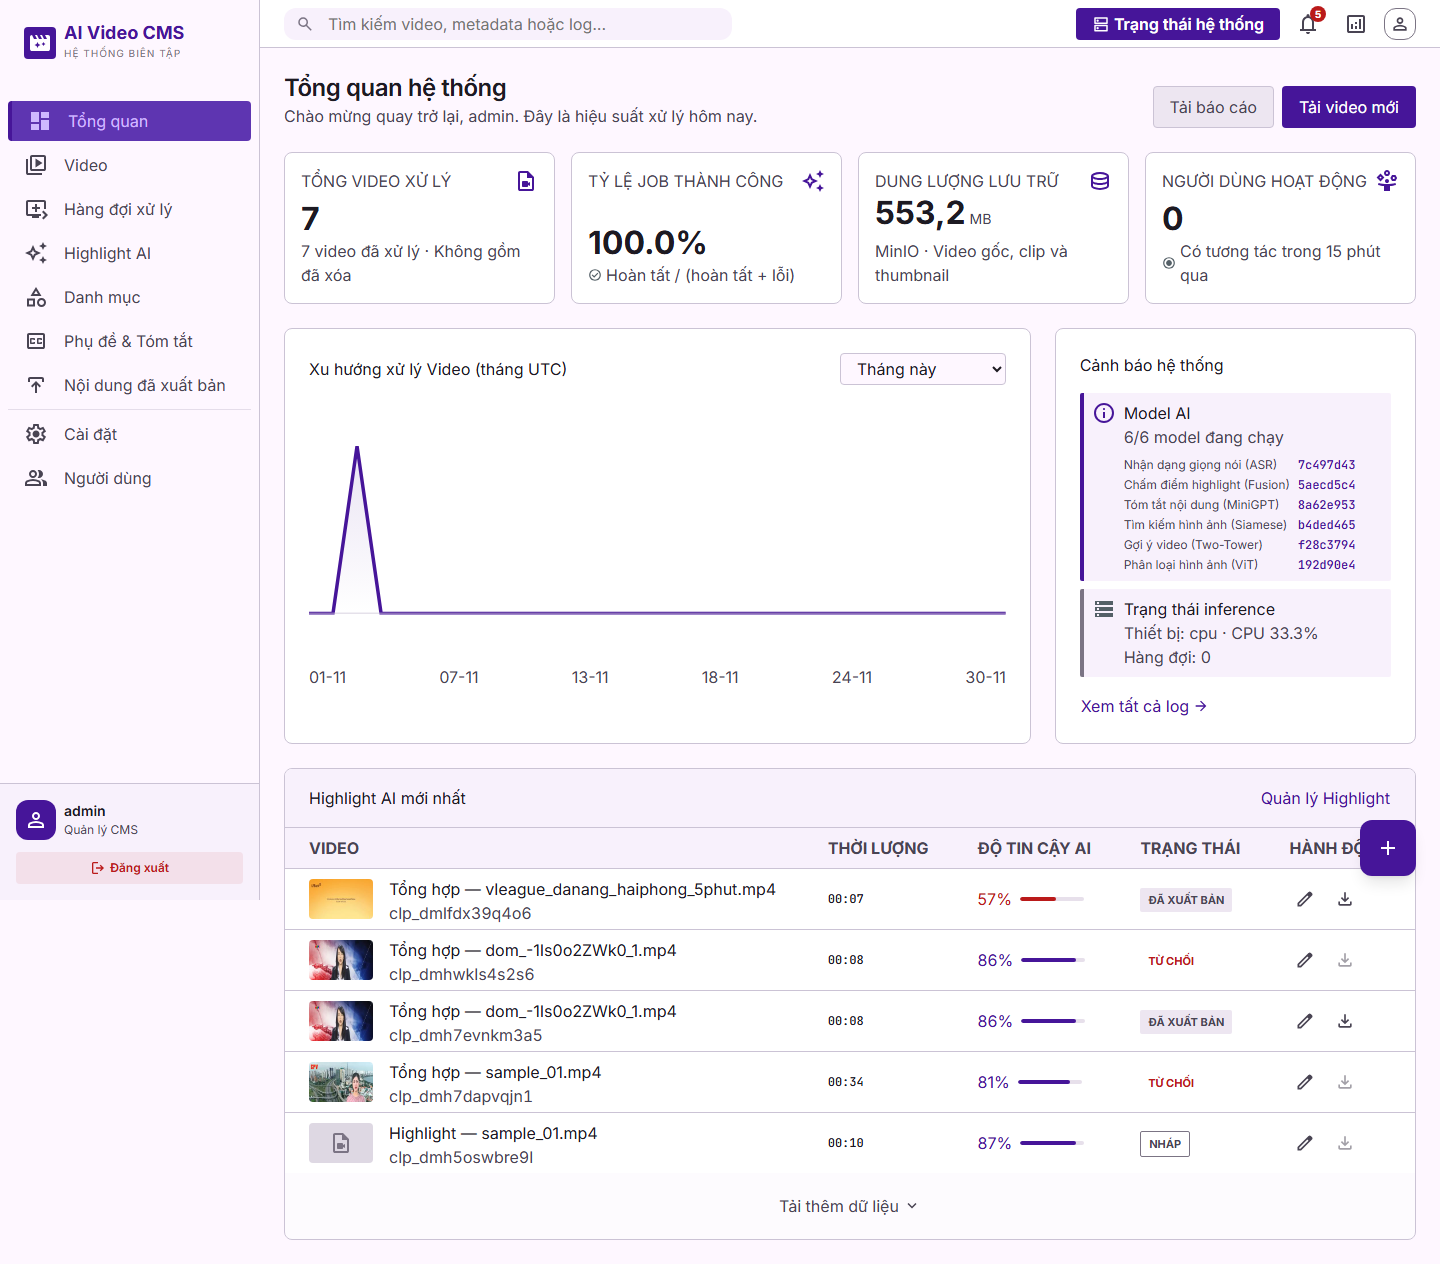 AI Video CMS
HỆ THỐNG BIÊN TẬP
Tìm kiếm video, metadata hoặc log...
Trạng thái hệ thống
5
Tổng quan
Video
Hàng đợi xử lý
Highlight AI
Danh mục
Phụ đề & Tóm tắt
Nội dung đã xuất bản
Cài đặt
Người dùng
admin
Quản lý CMS
Đăng xuất
Tổng quan hệ thống
Chào mừng quay trở lại, admin. Đây là hiệu suất xử lý hôm nay.
Tải báo cáo
Tải video mới
TỔNG VIDEO XỬ LÝ
7
7 video đã xử lý · Không gồm
đã xóa
TỶ LỆ JOB THÀNH CÔNG
100.0%
Hoàn tất / (hoàn tất + lỗi)
DUNG LƯỢNG LƯU TRỮ
553,2 MB
MinIO · Video gốc, clip và
thumbnail
NGƯỜI DÙNG HOẠT ĐỘNG
0
Có tương tác trong 15 phút
qua
Xu hướng xử lý Video (tháng UTC)
Tháng này
01-11 07-11 13-11 18-11 24-11 30-11
Cảnh báo hệ thống
Model AI
6/6 model đang chạy
Nhận dạng giọng nói (ASR) 7c497d43
Chấm điểm highlight (Fusion) 5aecd5c4
Tóm tắt nội dung (MiniGPT) 8a62e953
Tìm kiếm hình ảnh (Siamese) b4ded465
Gợi ý video (Two-Tower) f28c3794
Phân loại hình ảnh (ViT) 192d90e4
Trạng thái inference
Thiết bị: cpu · CPU 33.3%
Hàng đợi: 0
Xem tất cả log
Highlight AI mới nhất
Quản lý Highlight
VIDEO THỜI LƯỢNG ĐỘ TIN CẬY AI TRẠNG THÁI HÀNH
Tổng hợp — vleague_danang_haiphong_5phut.mp4
clp_dmlfdx39q4o6
00:07 57% ĐÃ XUẤT BẢN
Tổng hợp — dom_-1Is0o2ZWk0_1.mp4
clp_dmhwkls4s2s6
00:08 86% TỪ CHỐI
Tổng hợp — dom_-1Is0o2ZWk0_1.mp4
clp_dmh7evnkm3a5
00:08 86% ĐÃ XUẤT BẢN
Tổng hợp — sample_01.mp4
clp_dmh7dapvqjn1
00:34 81% TỪ CHỐI
Highlight — sample_01.mp4
clp_dmh5oswbre9l
00:10 87% NHÁP
Tải thêm dữ liệu